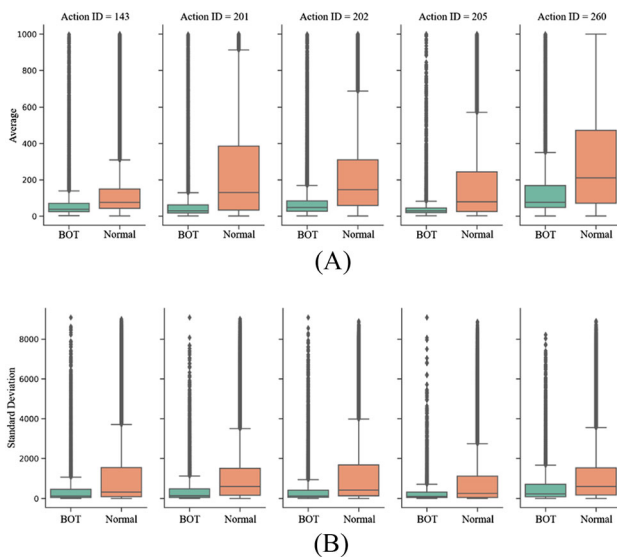 Action ID = 143 Action ID = 201 Action ID = 202 Action ID = 205 Action ID = 260
Average
1000
800
600
400
200
0
BOT Normal BOT Normal BOT Normal BOT Normal BOT Normal
(A)
Standard Deviation
8000
6000
4000
2000
0
BOT Normal BOT Normal BOT Normal BOT Normal BOT Normal
(B)